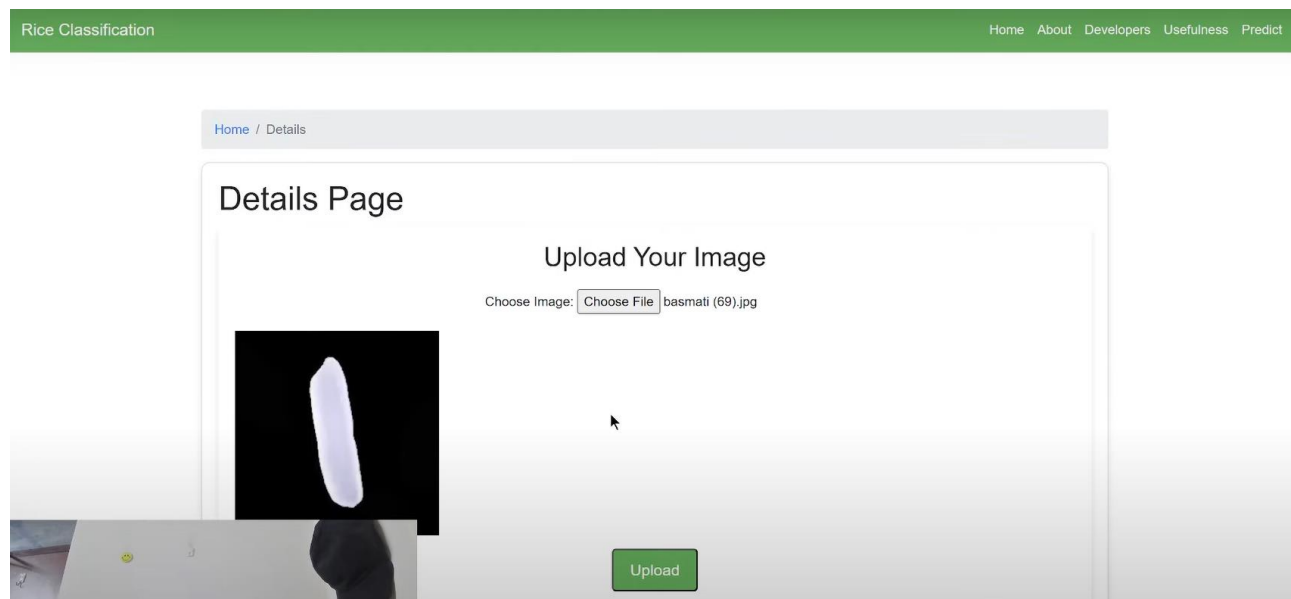 Rice Classification Home About Developers Usefulness Predict
Home / Details
Details Page
Upload Your Image
Choose Image: Choose File basmati (69).jpg
Upload